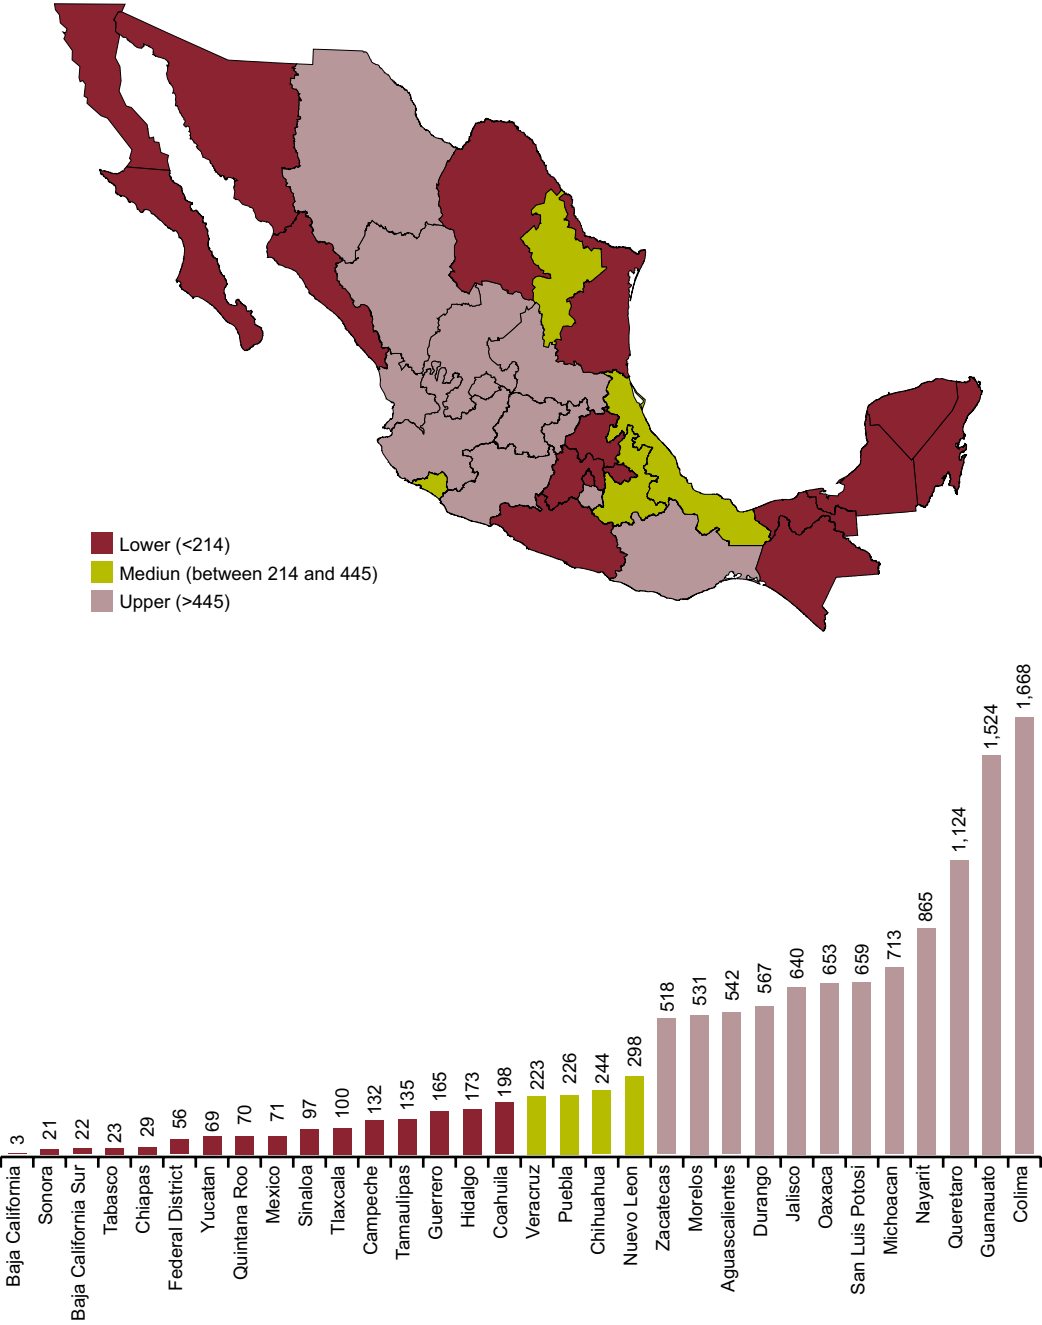 Lower (<214)
Mediun (between 214 and 445)
Upper (>445)
3
21
22
23
29
56
69
70
71
97
100
132
135
165
173
198
223
226
244
298
518
531
542
567
640
653
659
713
865
1,124
1,524
1,668
Baja California
Sonora
Baja California Sur
Tabasco
Chiapas
Federal District
Yucatan
Quintana Roo
Mexico
Sinaloa
Tlaxcala
Campeche
Tamaulipas
Guerrero
Hidalgo
Coahuila
Veracruz
Puebla
Chihuahua
Nuevo Leon
Zacatecas
Morelos
Aguascalientes
Durango
Jalisco
Oaxaca
San Luis Potosi
Michoacan
Nayarit
Queretaro
Guanauato
Colima